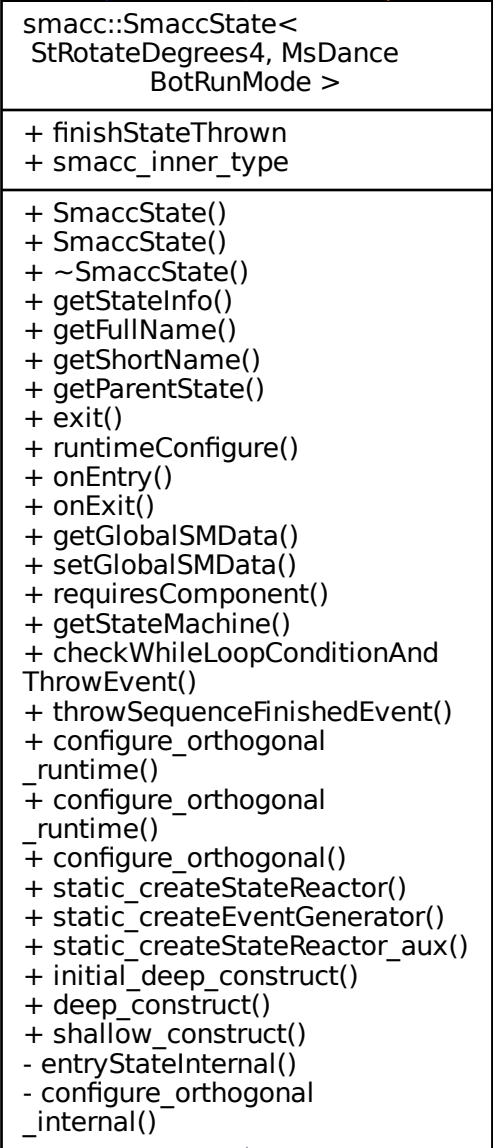 smacc::SmaccState<
StRotateDegrees4, MsDance
BotRunMode >
+ finishStateThrown
+ smacc_inner_type
+ SmaccState()
+ SmaccState()
+ ~SmaccState()
+ getStateInfo()
+ getFullName()
+ getShortName()
+ getParentState()
+ exit()
+ runtimeConfigure()
+ onEntry()
+ onExit()
+ getGlobalSMData()
+ setGlobalSMData()
+ requiresComponent()
+ getStateMachine()
+ checkWhileLoopConditionAnd
ThrowEvent()
+ throwSequenceFinishedEvent()
+ configure_orthogonal
_runtime()
+ configure_orthogonal
_runtime()
+ configure_orthogonal()
+ static_createStateReactor()
+ static_createEventGenerator()
+ static_createStateReactor_aux()
+ initial_deep_construct()
+ deep_construct()
+ shallow_construct()
- entryStateInternal()
- configure_orthogonal
_internal()